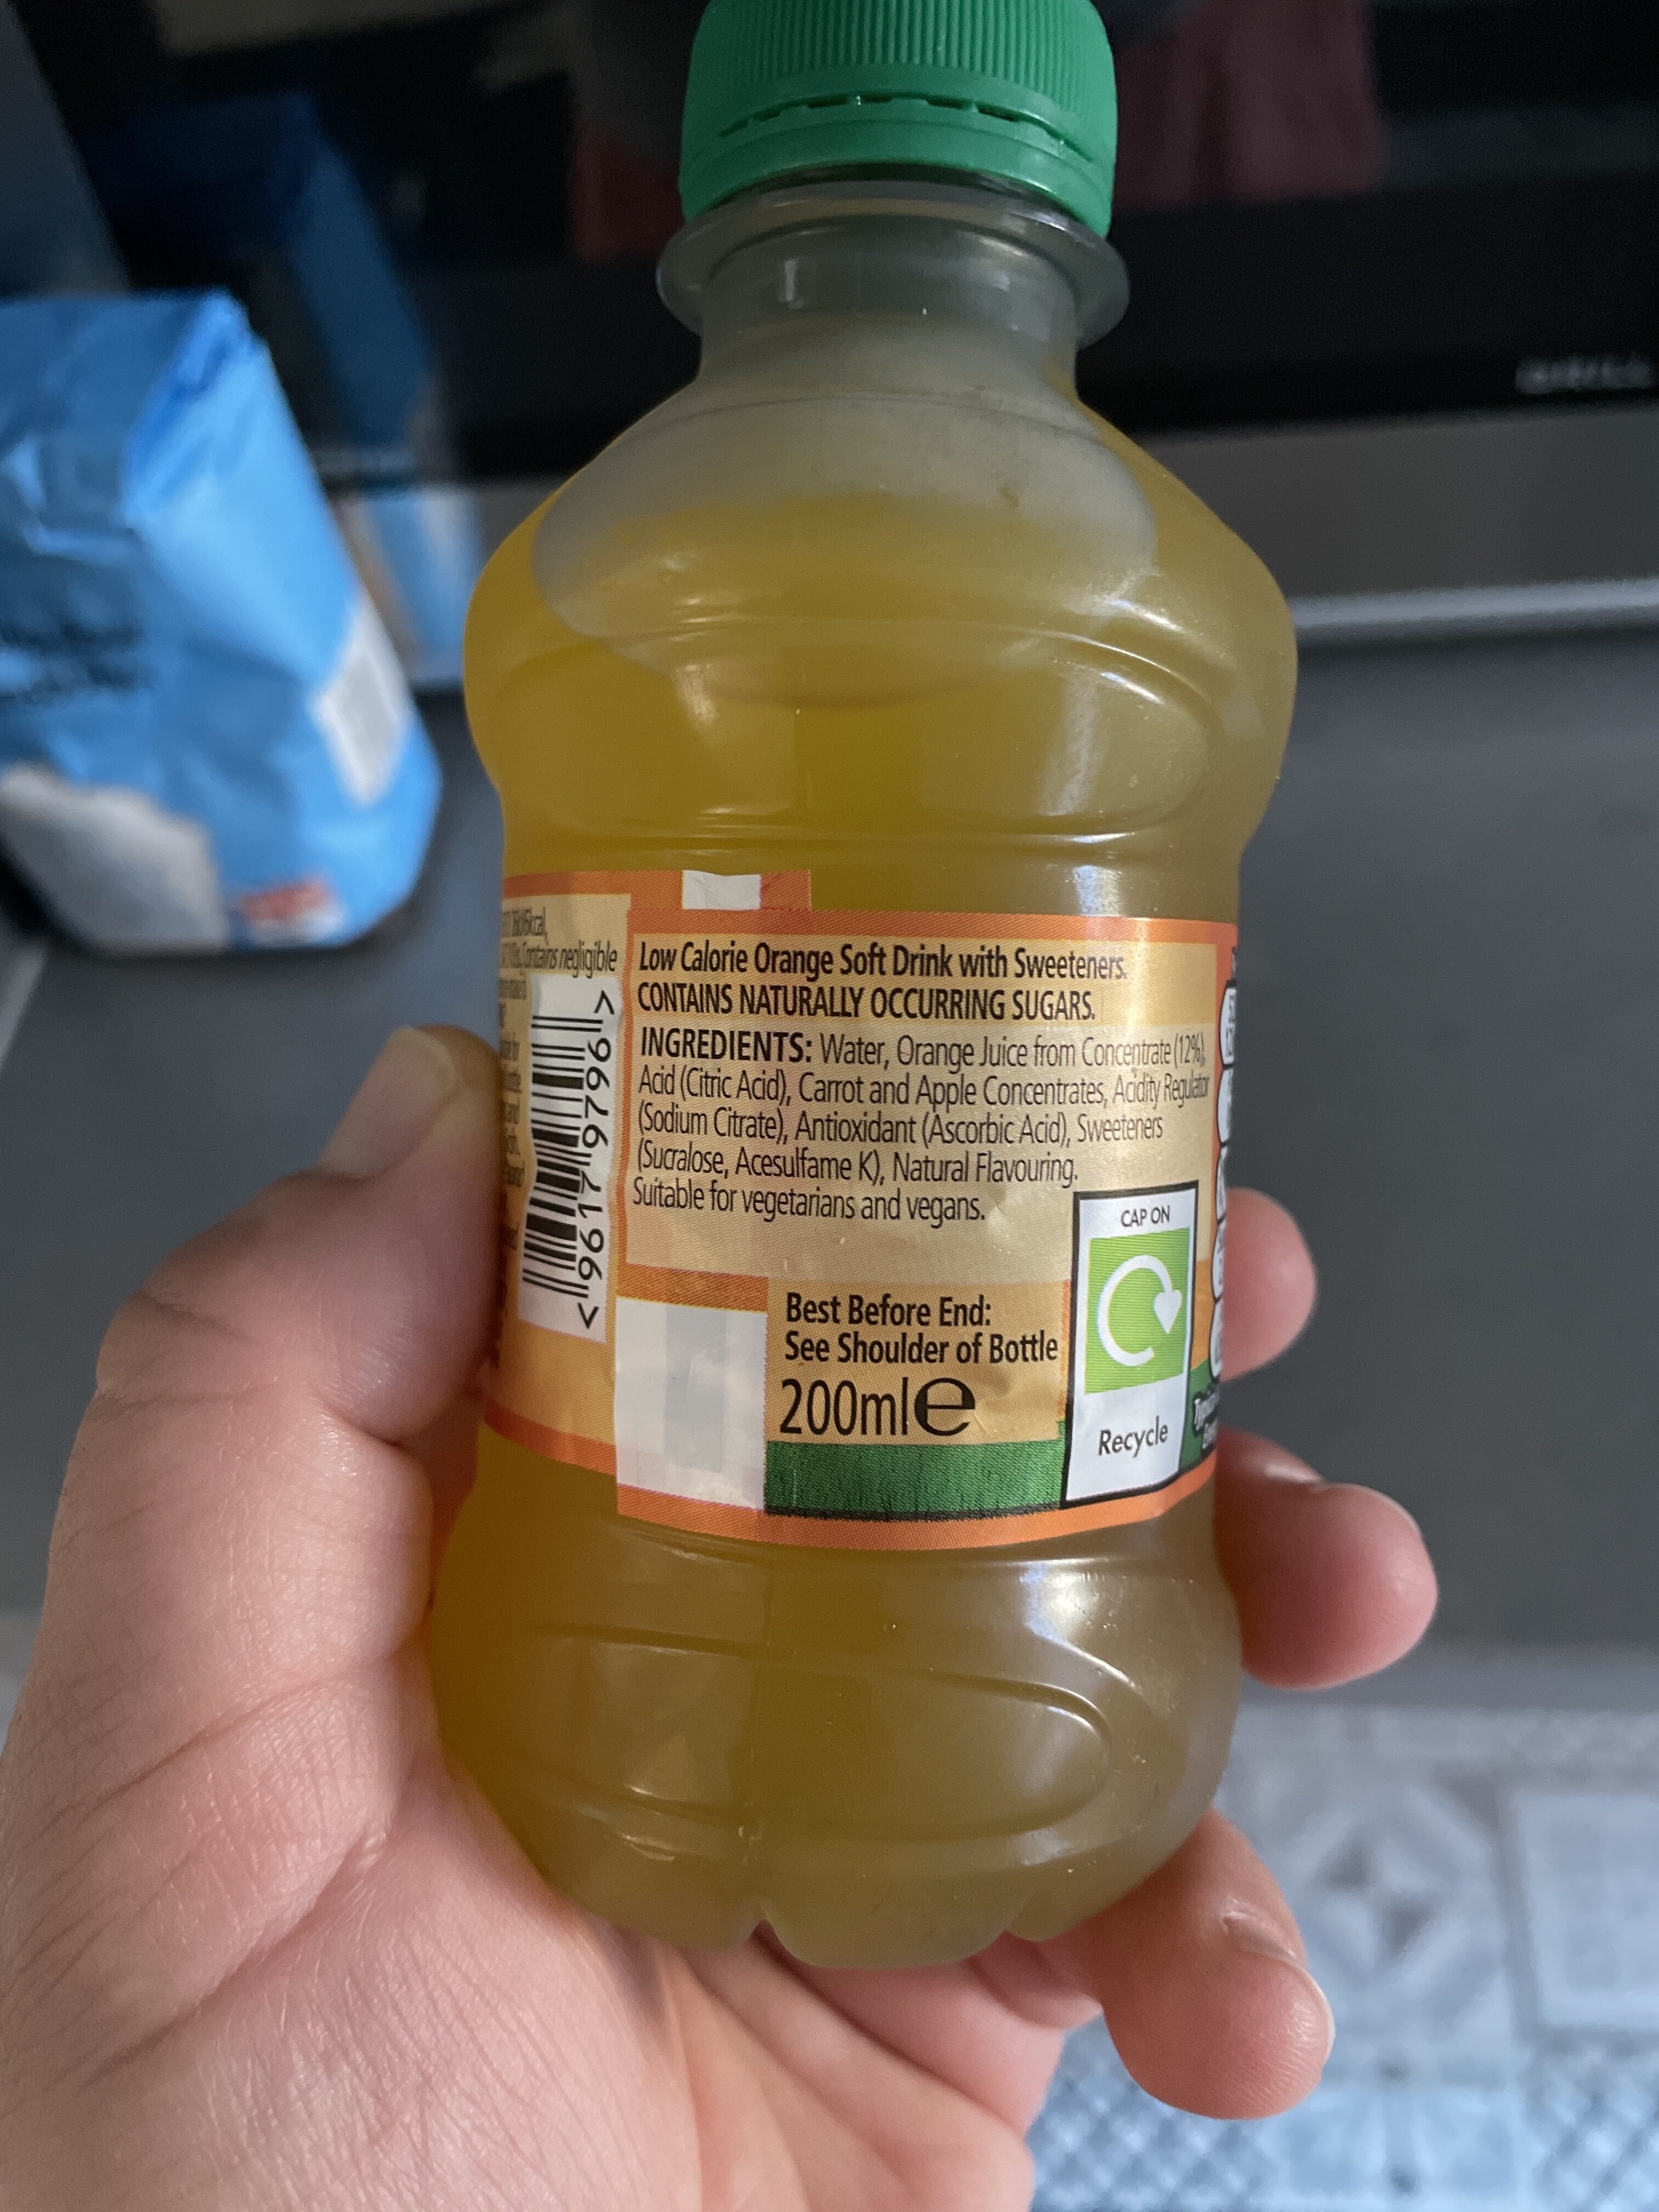 Contains negligible
<96179796>
Low Calorie Orange Soft Drink with Sweeteners.
CONTAINS NATURALLY OCCURRING SUGARS.
INGREDIENTS: Water, Orange Juice from Concentrate (12%),
Acid (Citric Acid), Carrot and Apple Concentrates, Acidity Regulator
(Sodium Citrate), Antioxidant (Ascorbic Acid), Sweeteners
(Sucralose, Acesulfame K), Natural Flavouring.
Suitable for vegetarians and vegans.
Best Before End:
See Shoulder of Bottle
200ml e
CAP ON
Recycle